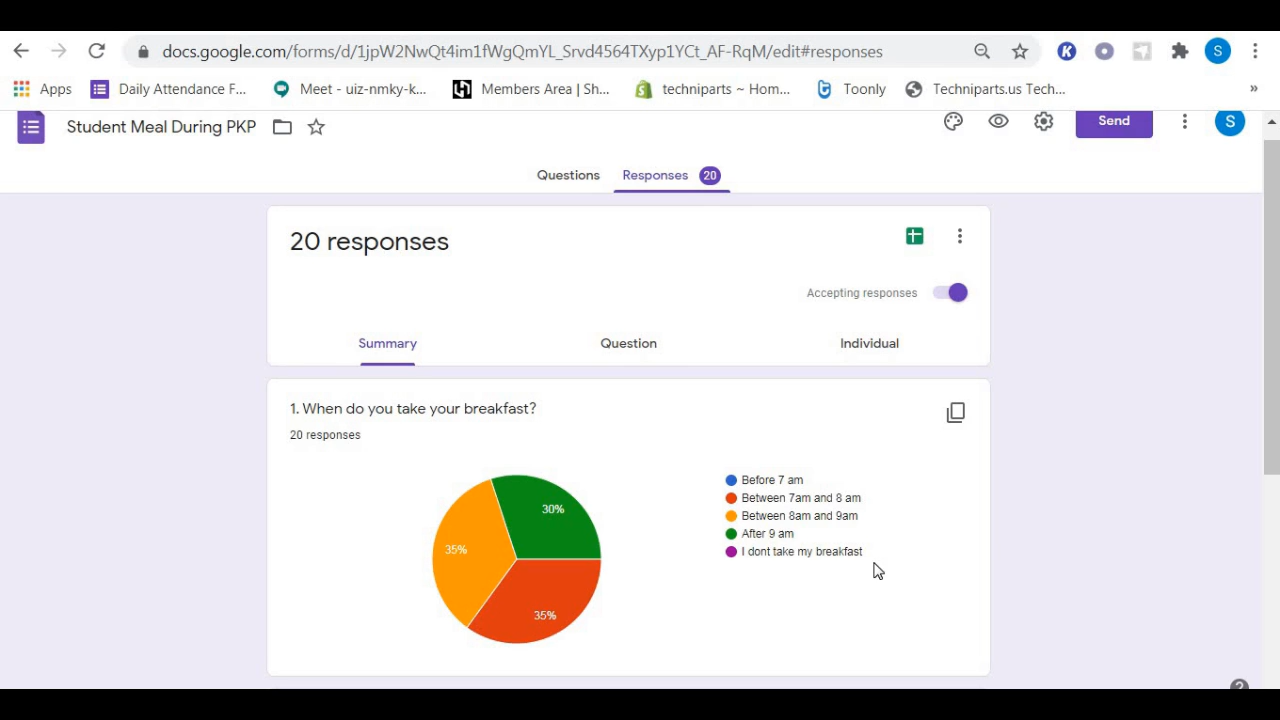 docs.google.com/forms/d/1jpW2NwQt4im1fWgQmYL_Srvd4564TXyp1YCt_AF-RqM/edit#responses
K
S
Apps
Daily Attendance F...
Meet - uiz-nmky-k...
Members Area | Sh...
techniparts ~ Hom...
Toonly
Techniparts.us Tech...
»
Student Meal During PKP
Send
S
Questions
Responses 20
20 responses
Accepting responses
Summary
Question
Individual
1. When do you take your breakfast?
20 responses
30%
35%
35%
Before 7 am
Between 7am and 8 am
Between 8am and 9am
After 9 am
I dont take my breakfast
?